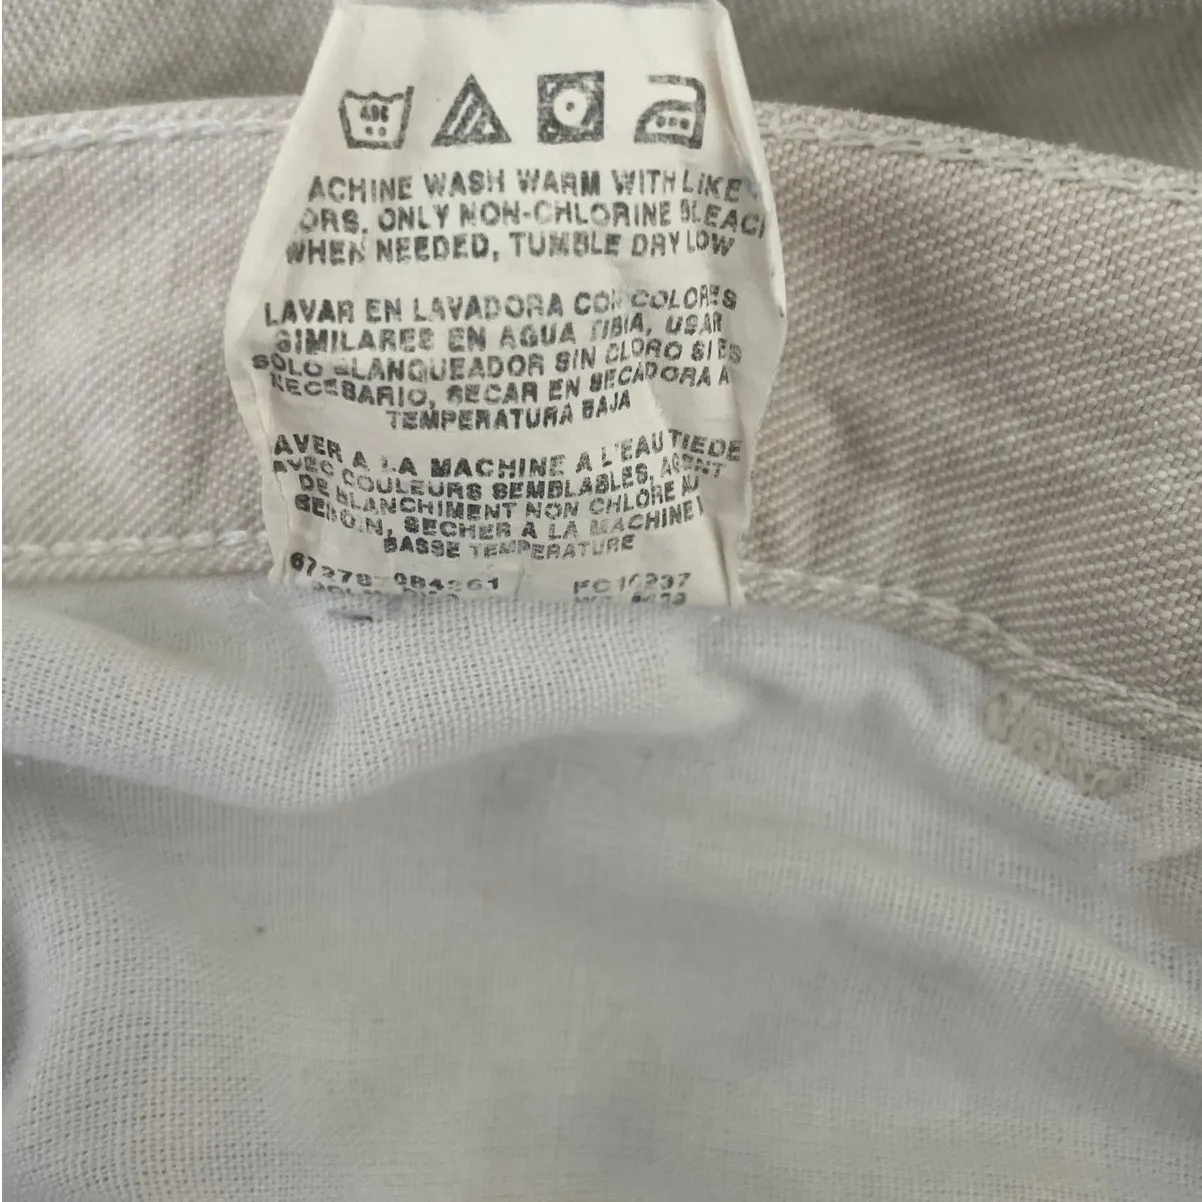 ACHINE WASH WARM WITH LIKE
ORS. ONLY NON-CHLORINE BLEACH
WHEN NEEDED, TUMBLE DRY LOW
LAVAR EN LAVADORA CON COLORES
SIMILARES EN AGUA TIBIA, USAR
SOLO BLANQUEADOR SIN CLORO SI ES
NECESARIO, SECAR EN SECADORA A
TEMPERATURA BAJA
AVER A LA MACHINE A L'EAU TIEDE
AVEC COULEURS SEMBLABLES, AGENT
DE BLANCHIMENT NON CHLORE AU
BESOIN, SECHER A LA MACHINE
BASSE TEMPERATURE